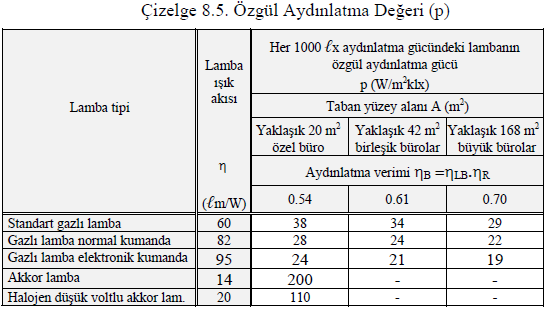 Çizelge 8.5. Özgül Aydınlatma Değeri (p)
Lamba tipi
Lamba
ışık
akısı
η
(ℓm/W)
Her 1000 ℓx aydınlatma gücündeki lambanın
özgül aydınlatma gücü
p (W/m²klx)
Taban yüzey alanı A (m²)
Yaklaşık 20 m²
özel büro
Yaklaşık 42 m²
birleşik bürolar
Yaklaşık 168 m²
büyük bürolar
Aydınlatma verimi ηB =ηLB.ηR
0.54 0.61 0.70
Standart gazlı lamba 60 38 34 29
Gazlı lamba normal kumanda 82 28 24 22
Gazlı lamba elektronik kumanda 95 24 21 19
Akkor lamba 14 200 - -
Halojen düşük voltlu akkor lam. 20 110 - -